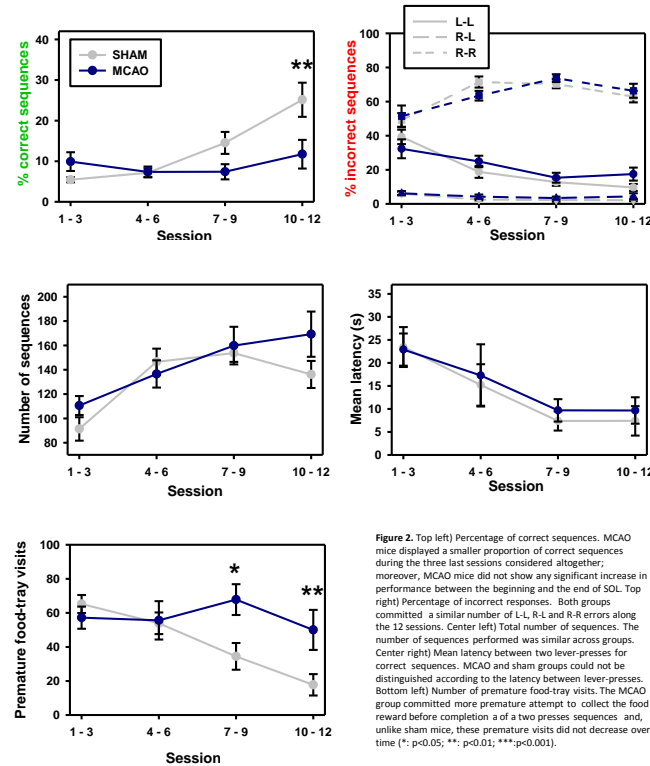 % correct sequences
40
30
20
10
0
SHAM
MCAO
**
1 - 3 4 - 6 7 - 9 10 - 12
Session
% incorrect sequences
100
80
60
40
20
0
L-L
R-L
R-R
1 - 3 4 - 6 7 - 9 10 - 12
Session
Number of sequences
200
180
160
140
120
100
80
1 - 3 4 - 6 7 - 9 10 - 12
Session
Mean latency (s)
35
30
25
20
15
10
5
0
1 - 3 4 - 6 7 - 9 10 - 12
Session
Premature food-tray visits
100
80
60
40
20
0
*
**
1 - 3 4 - 6 7 - 9 10 - 12
Session
Figure 2. Top left) Percentage of correct sequences. MCAO
mice displayed a smaller proportion of correct sequences
during the three last sessions considered altogether;
moreover, MCAO mice did not show any significant increase in
performance between the beginning and the end of SOL. Top
right) Percentage of incorrect responses. Both groups
committed a similar number of L-L, R-L and R-R errors along
the 12 sessions. Center left) Total number of sequences. The
number of sequences performed was similar across groups.
Center right) Mean latency between two lever-presses for
correct sequences. MCAO and sham groups could not be
distinguished according to the latency between lever-presses.
Bottom left) Number of premature food-tray visits. The MCAO
group committed more premature attempt to collect the food
reward before completion a of a two presses sequences and,
unlike sham mice, these premature visits did not decrease over
time (*: p<0.05; **: p<0.01; ***:p<0.001).